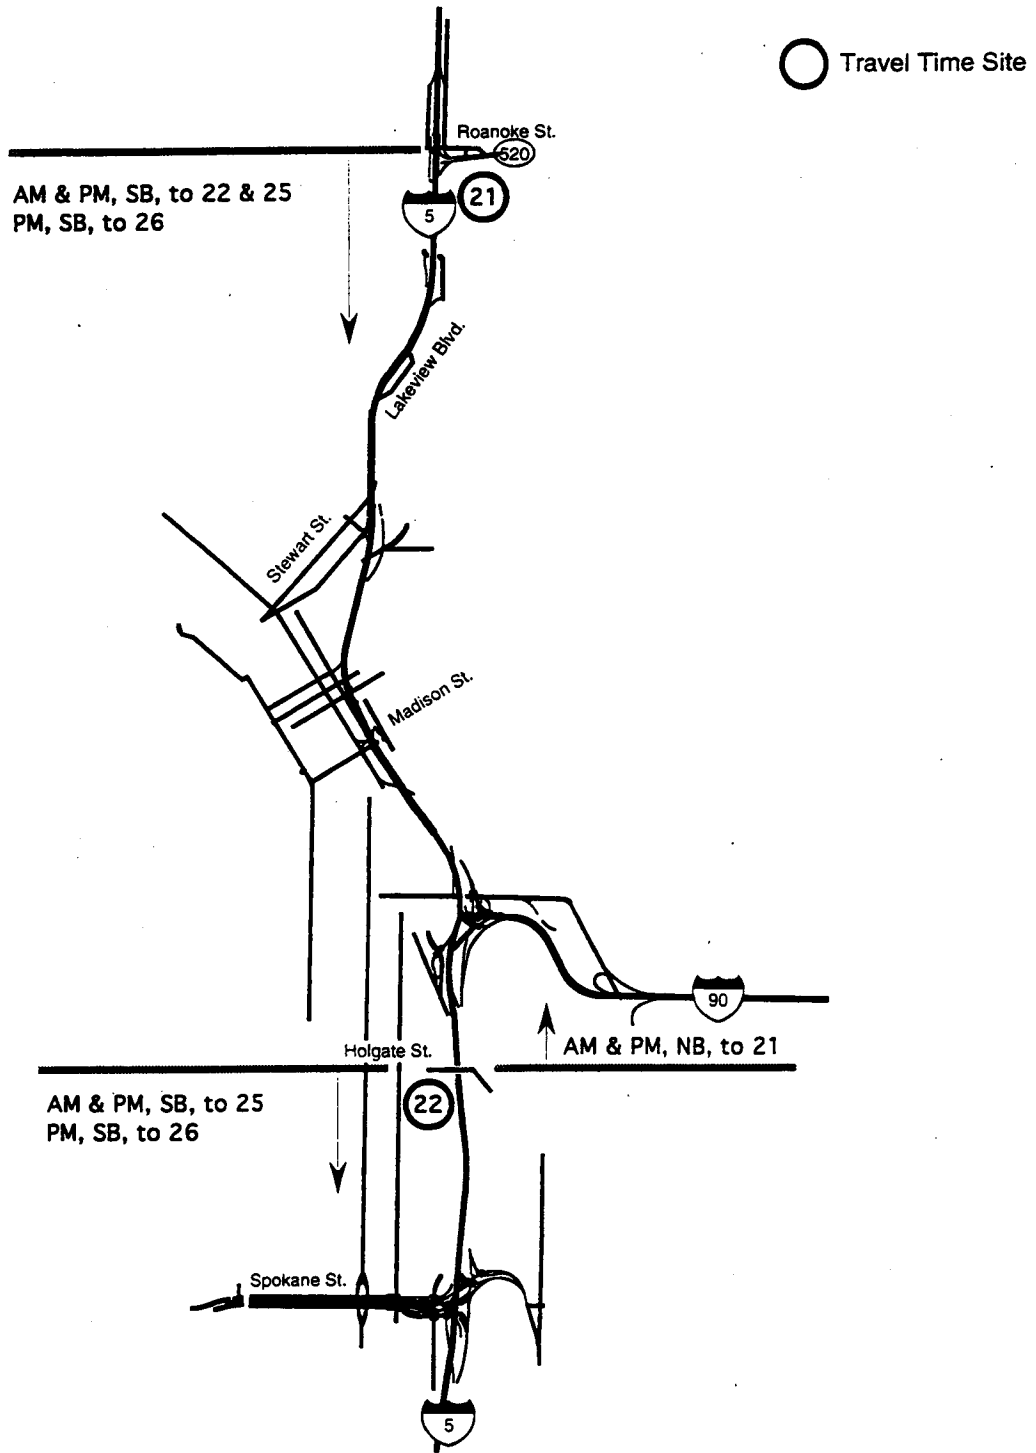 Travel Time Site
Roanoke St.
520
AM & PM, SB, to 22 & 25
PM, SB, to 26
21
5
Lakeview Blvd.
Stewart St.
Madison St.
90
Holgate St.
AM & PM, NB, to 21
AM & PM, SB, to 25
PM, SB, to 26
22
Spokane St.
5